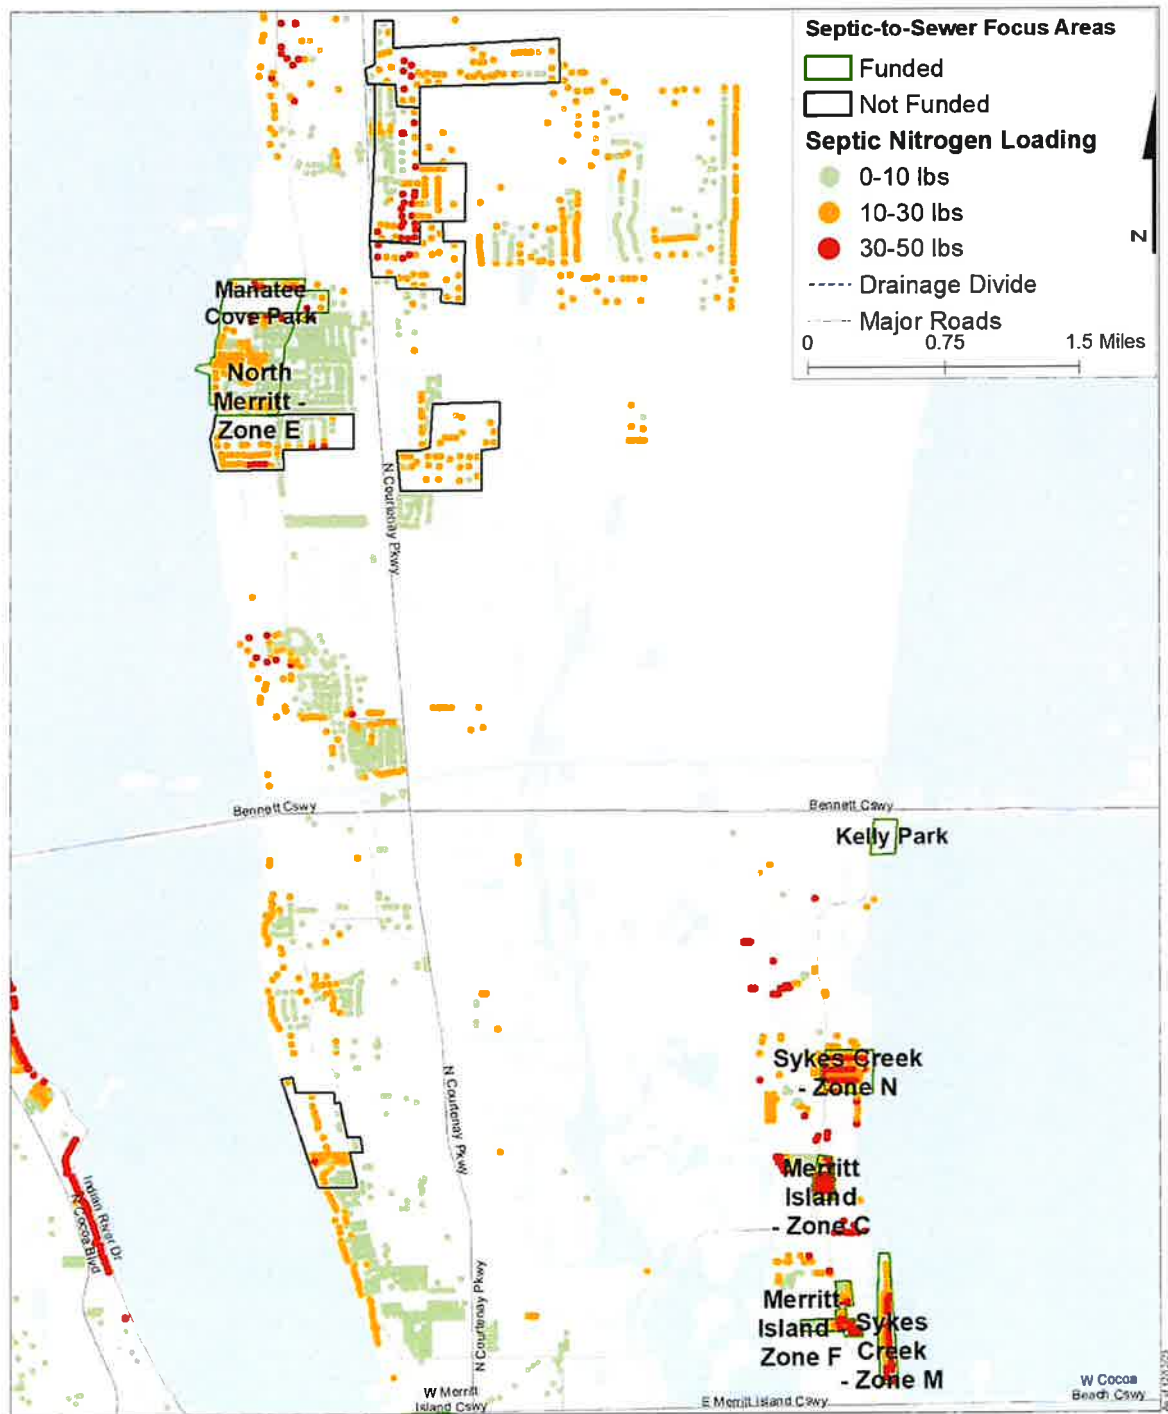 Septic-to-Sewer Focus Areas
Funded
Not Funded
Septic Nitrogen Loading
0-10 lbs
10-30 lbs
30-50 lbs
Drainage Divide
Major Roads
0 0.75 1.5 Miles
N
Manatee
Cove Park
North
Merritt -
Zone E
N Courtenay Pkwy
Bennett Cswy
Bennett Cswy
Kelly Park
Sykes Creek
- Zone N
N Courtenay Pkwy
Merritt
Island
- Zone C
Indian River Dr
N Cocoa Blvd
N Courtenay Pkwy
Merritt
Island -
Zone F
Sykes
Creek
- Zone M
W Merritt
Island Cswy
E Merritt Island Cswy
W Cocoa
Beach Cswy